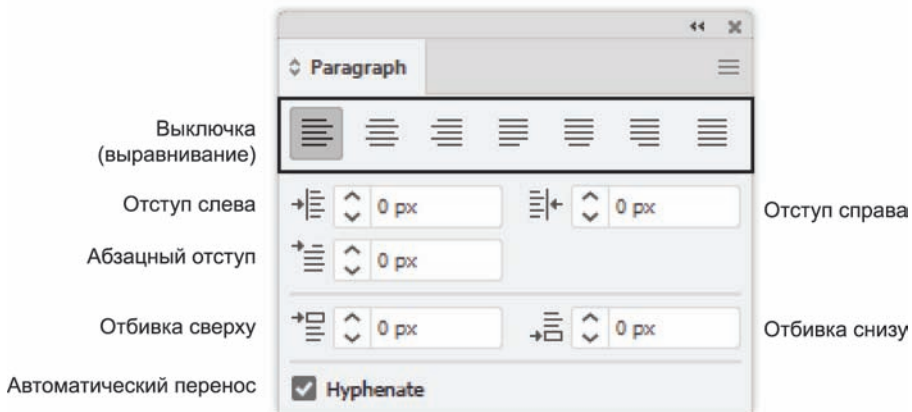 Paragraph
Выключка
(выравнивание)
Отступ слева
0 px
0 px
Отступ справа
Абзацный отступ
0 px
Отбивка сверху
0 px
0 px
Отбивка снизу
Автоматический перенос
Hyphenate